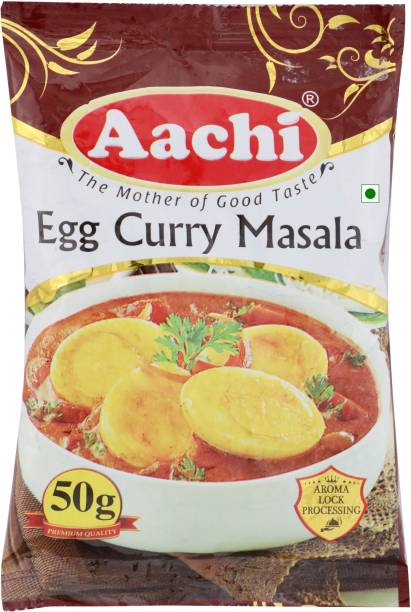 Aachi ®
The Mother of Good Taste
Egg Curry Masala
50g
PREMIUM QUALITY
AROMA
LOCK
PROCESSING